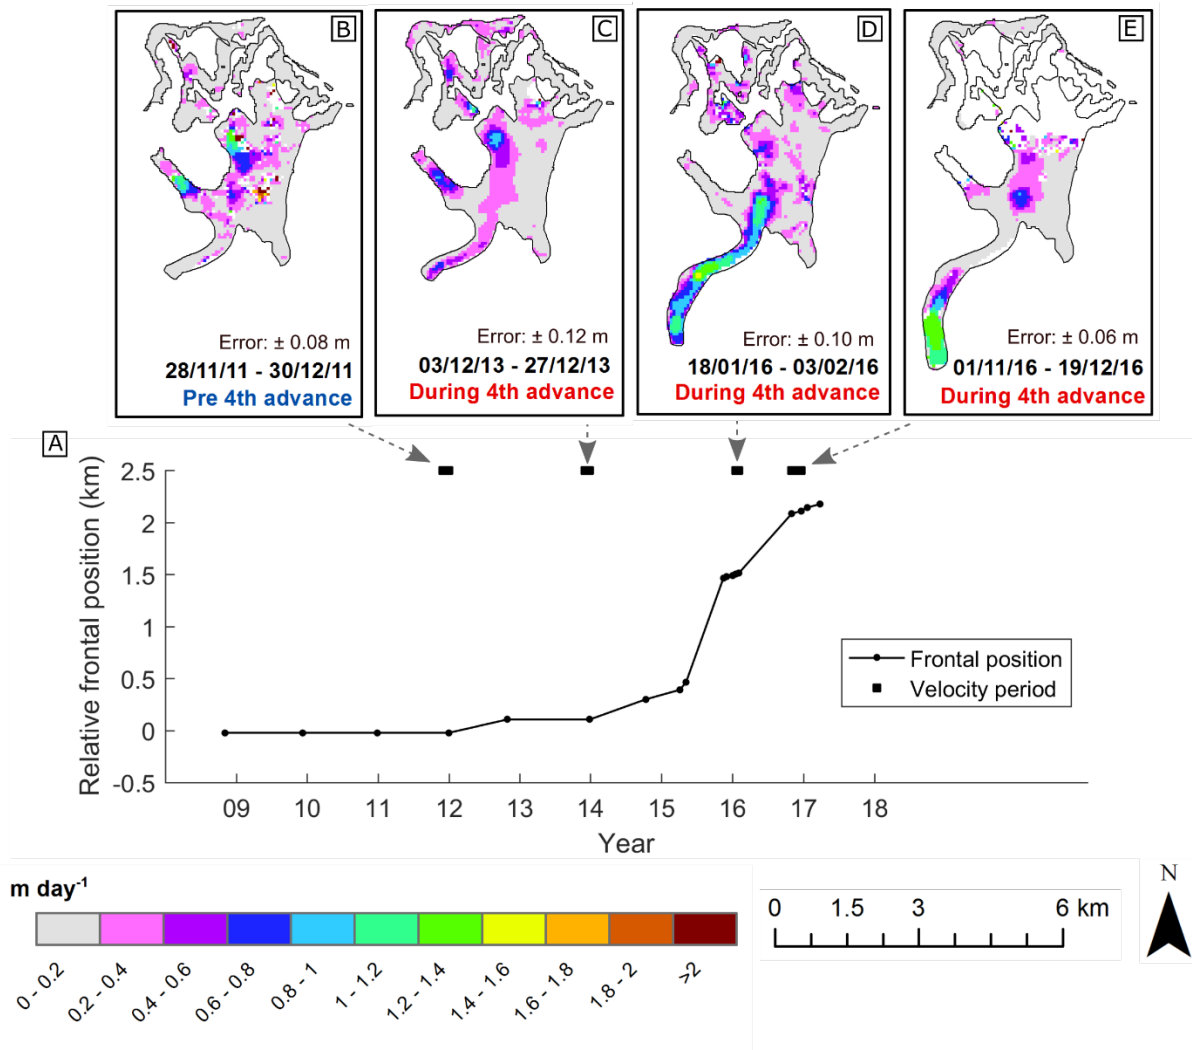 B
Error: ± 0.08 m
28/11/11 - 30/12/11
Pre 4th advance
C
Error: ± 0.12 m
03/12/13 - 27/12/13
During 4th advance
D
Error: ± 0.10 m
18/01/16 - 03/02/16
During 4th advance
E
Error: ± 0.06 m
01/11/16 - 19/12/16
During 4th advance
A
Relative frontal position (km)
2.5
2
1.5
1
0.5
0
-0.5
09 10 11 12 13 14 15 16 17 18
Year
Frontal position
Velocity period
m day-1
0 - 0.2
0.2 - 0.4
0.4 - 0.6
0.6 - 0.8
0.8 - 1
1 - 1.2
1.2 - 1.4
1.4 - 1.6
1.6 - 1.8
1.8 - 2
>2
0 1.5 3 6 km
N